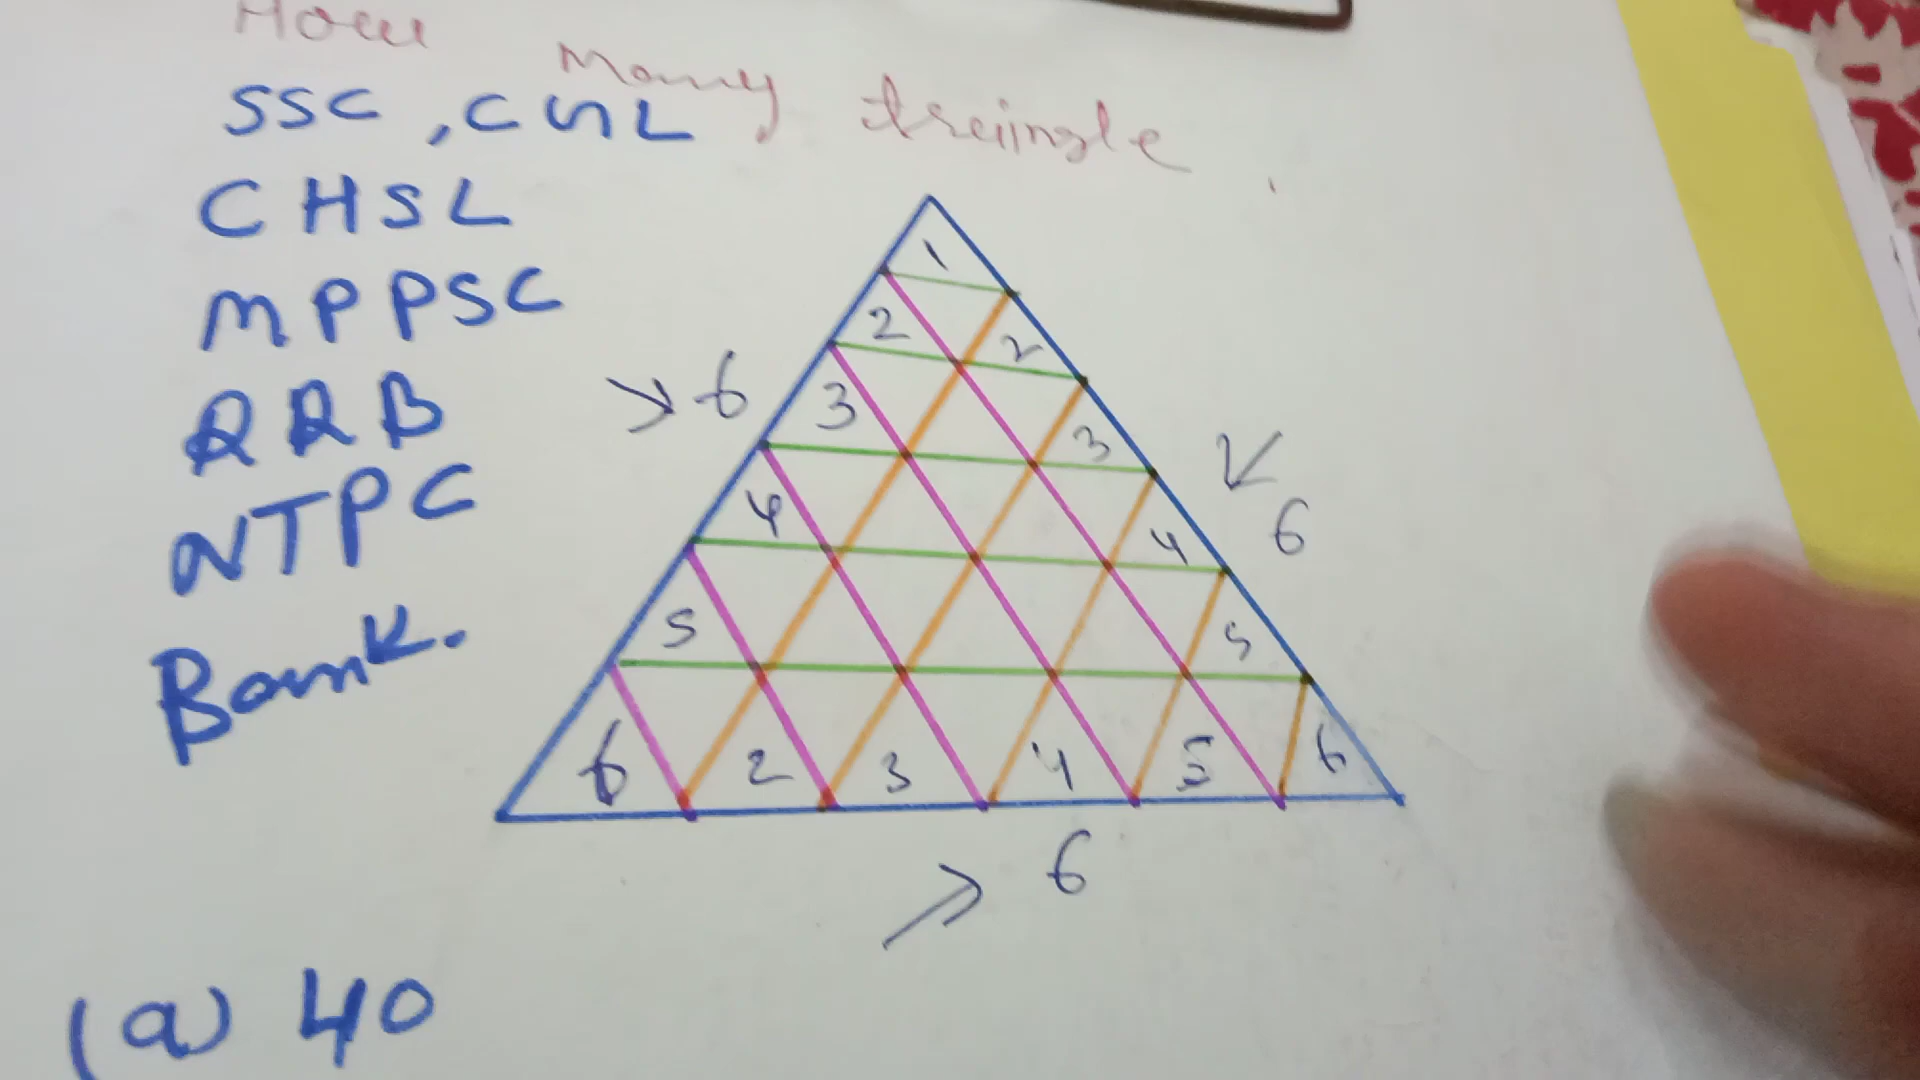 How many treiingle
SSC, CGL
CHSL
MPPSC
RRB
NTPC
Bank.
1
2 2
3 3
4 4
5 5
6 2 3 4 5 6
6
6
6
(a) 40